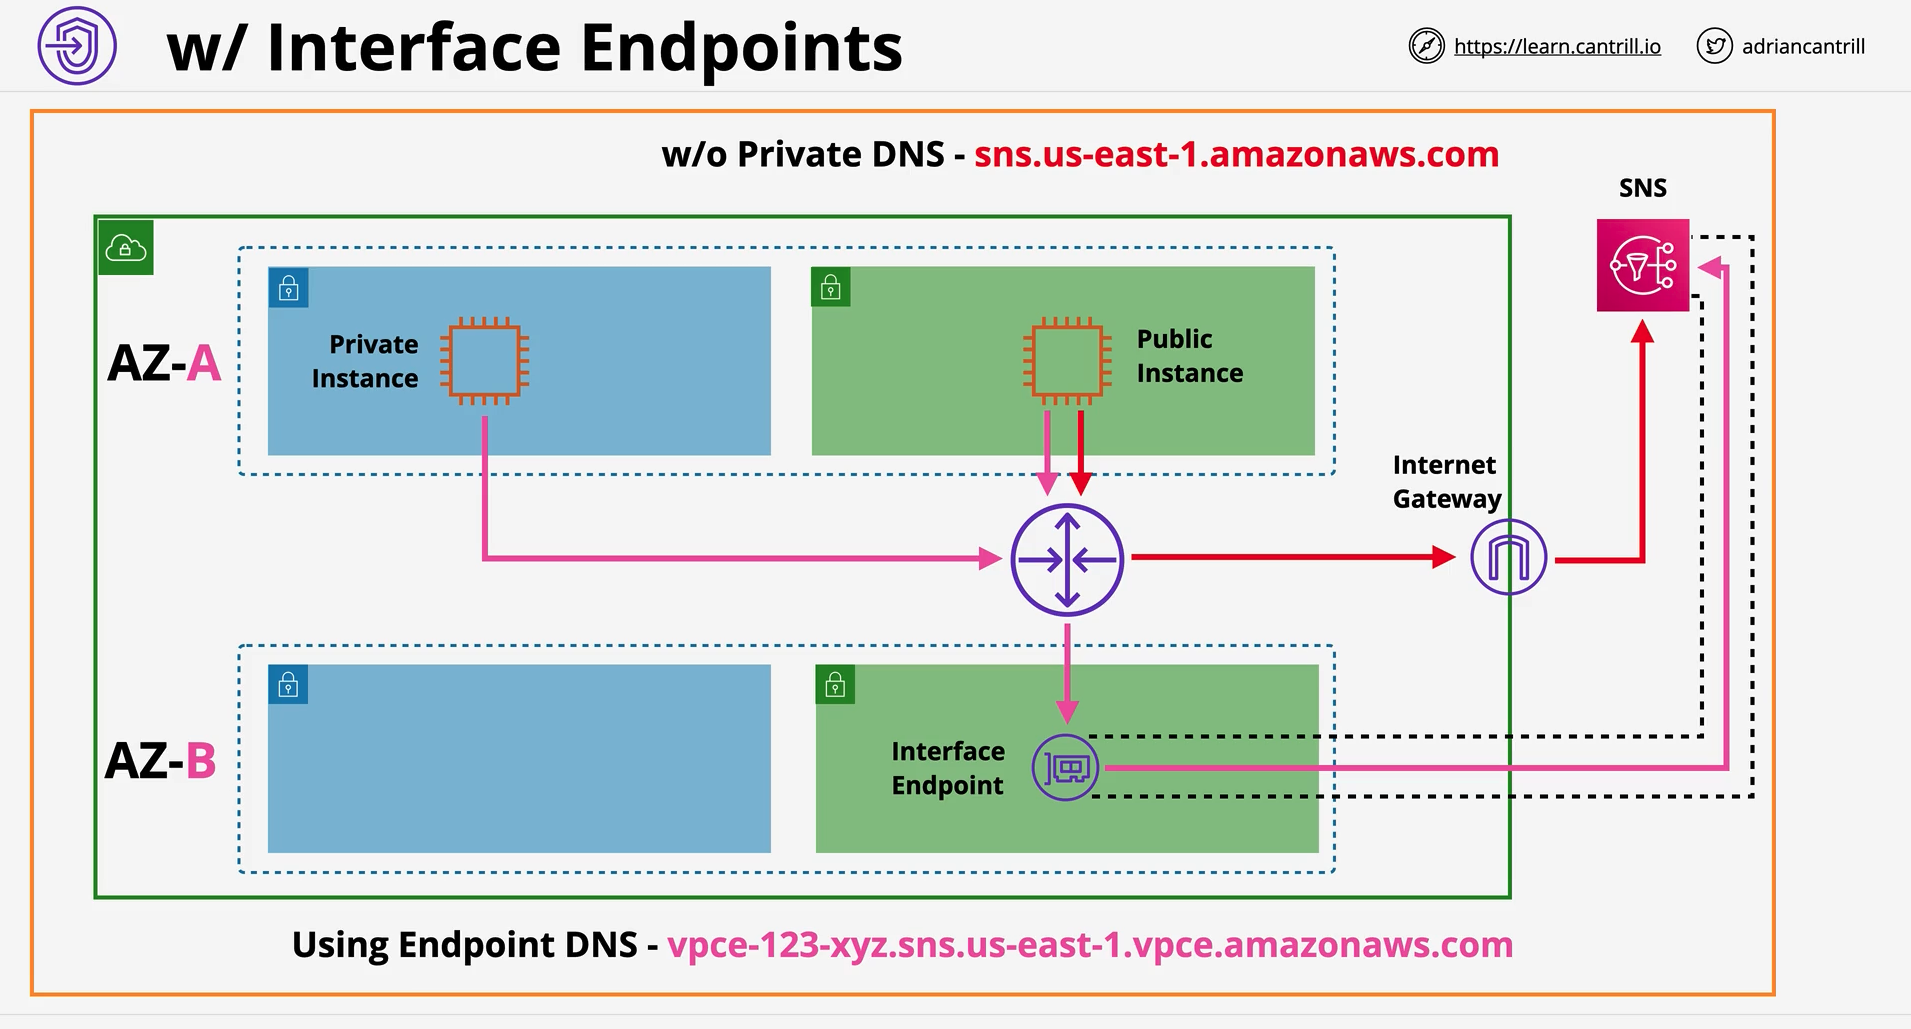 w/ Interface Endpoints
https://learn.cantrill.io
adriancantrill
w/o Private DNS - sns.us-east-1.amazonaws.com
SNS
AZ-A
Private
Instance
Public
Instance
Internet
Gateway
AZ-B
Interface
Endpoint
Using Endpoint DNS - vpce-123-xyz.sns.us-east-1.vpce.amazonaws.com